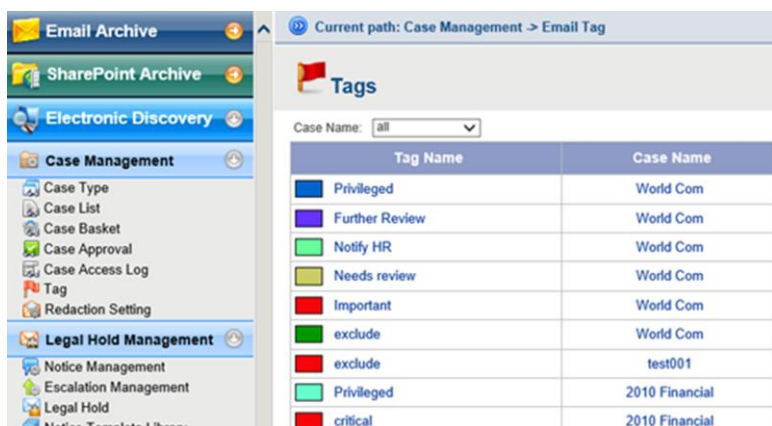 Email Archive
SharePoint Archive
Electronic Discovery
Case Management
Case Type
Case List
Case Basket
Case Approval
Case Access Log
Tag
Redaction Setting
Legal Hold Management
Notice Management
Escalation Management
Legal Hold
Notice Template Library
Current path: Case Management -> Email Tag
Tags
Case Name: all
Tag Name Case Name
Privileged World Com
Further Review World Com
Notify HR World Com
Needs review World Com
Important World Com
exclude World Com
exclude test001
Privileged 2010 Financial
critical 2010 Financial